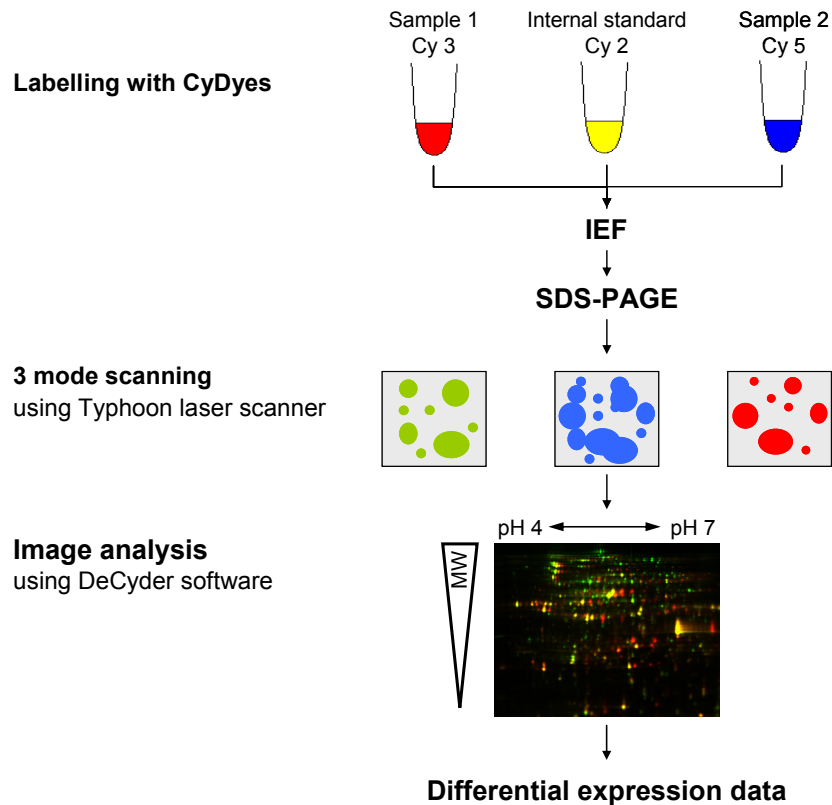 Sample 1
Cy 3
Internal standard
Cy 2
Sample 2
Cy 5
Labelling with CyDyes
IEF
SDS-PAGE
3 mode scanning
using Typhoon laser scanner
pH 4
pH 7
Image analysis
using DeCyder software
MW
Differential expression data